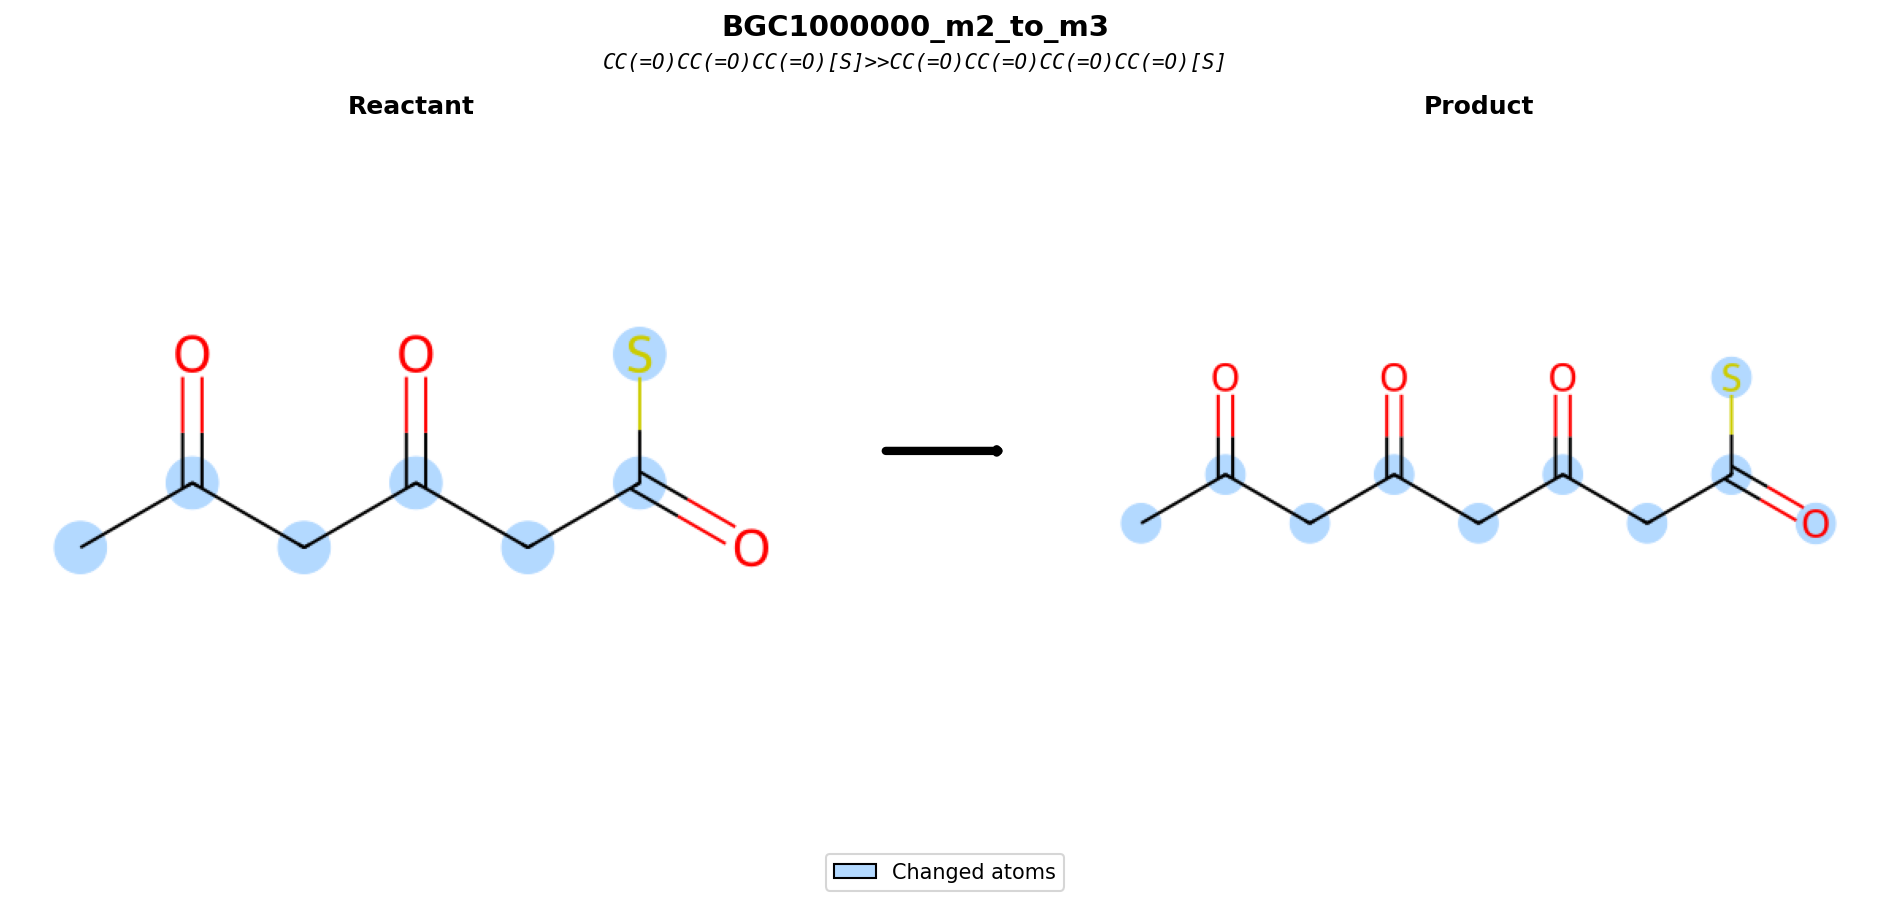 BGC1000000_m2_to_m3
CC(=O)CC(=O)CC(=O)[S]>>CC(=O)CC(=O)CC(=O)CC(=O)[S]
Reactant
Product
O O S
O
O O O S
O
Changed atoms